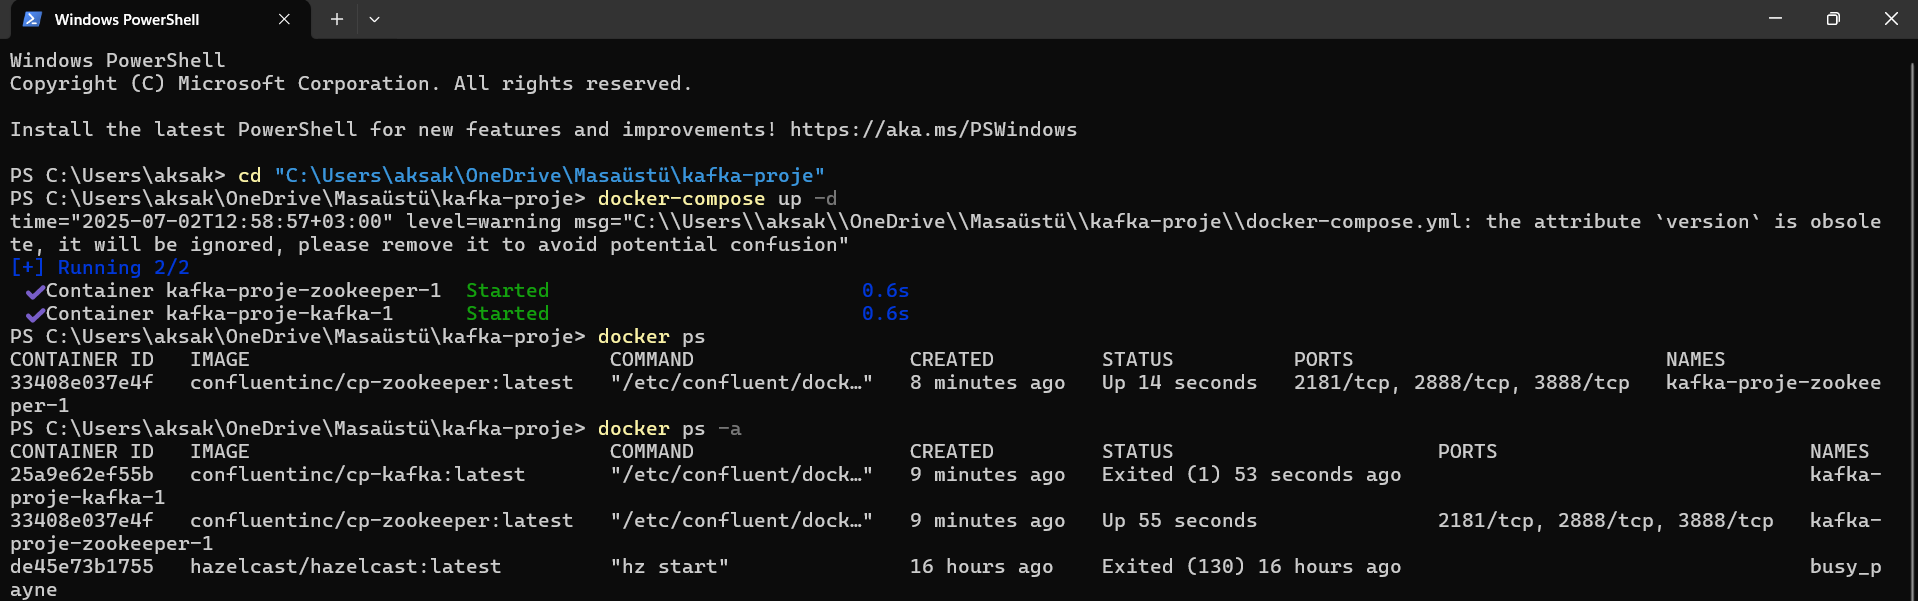 Windows PowerShell
Windows PowerShell
Copyright (C) Microsoft Corporation. All rights reserved.
Install the latest PowerShell for new features and improvements! https://aka.ms/PSWindows
PS C:\Users\aksak> cd "C:\Users\aksak\OneDrive\Masaüstü\kafka-proje"
PS C:\Users\aksak\OneDrive\Masaüstü\kafka-proje> docker-compose up -d
time="2025-07-02T12:58:57+03:00" level=warning msg="C:\\Users\\aksak\\OneDrive\\Masaüstü\\kafka-proje\\docker-compose.yml: the attribute `version` is obsole
te, it will be ignored, please remove it to avoid potential confusion"
[+] Running 2/2
✔Container kafka-proje-zookeeper-1  Started 0.6s
✔Container kafka-proje-kafka-1      Started 0.6s
PS C:\Users\aksak\OneDrive\Masaüstü\kafka-proje> docker ps
CONTAINER ID   IMAGE                              COMMAND                  CREATED         STATUS          PORTS                          NAMES
33408e037e4f   confluentinc/cp-zookeeper:latest   "/etc/confluent/dock…"   8 minutes ago   Up 14 seconds   2181/tcp, 2888/tcp, 3888/tcp   kafka-proje-zookee
per-1
PS C:\Users\aksak\OneDrive\Masaüstü\kafka-proje> docker ps -a
CONTAINER ID   IMAGE                              COMMAND                  CREATED         STATUS                      PORTS                          NAMES
25a9e62ef55b   confluentinc/cp-kafka:latest       "/etc/confluent/dock…"   9 minutes ago   Exited (1) 53 seconds ago                                  kafka-
proje-kafka-1
33408e037e4f   confluentinc/cp-zookeeper:latest   "/etc/confluent/dock…"   9 minutes ago   Up 55 seconds               2181/tcp, 2888/tcp, 3888/tcp   kafka-
proje-zookeeper-1
de45e73b1755   hazelcast/hazelcast:latest         "hz start"               16 hours ago    Exited (130) 16 hours ago                                  busy_p
ayne